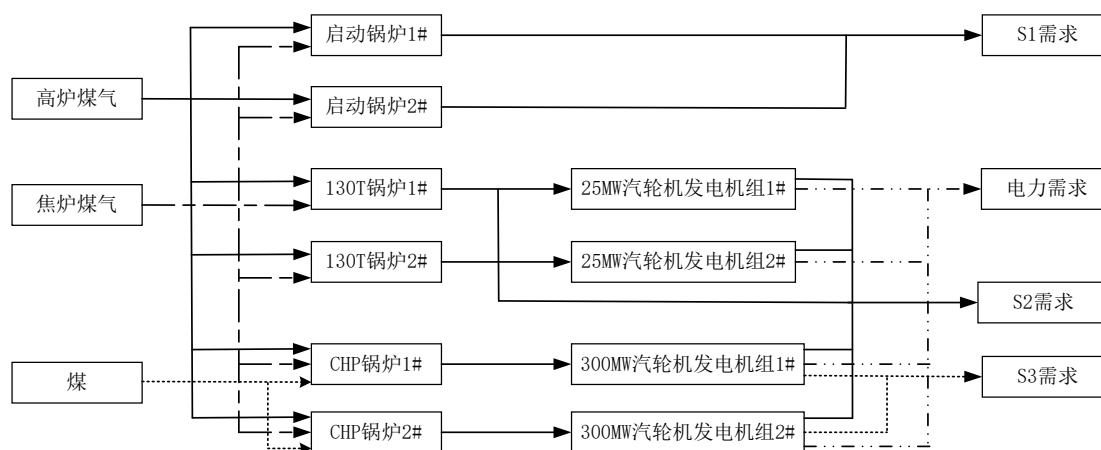 启动锅炉1#
S1需求
高炉煤气
启动锅炉2#
焦炉煤气
130T锅炉1#
25MW汽轮机发电机组1#
电力需求
130T锅炉2#
25MW汽轮机发电机组2#
S2需求
煤
CHP锅炉1#
300MW汽轮机发电机组1#
S3需求
CHP锅炉2#
300MW汽轮机发电机组2#